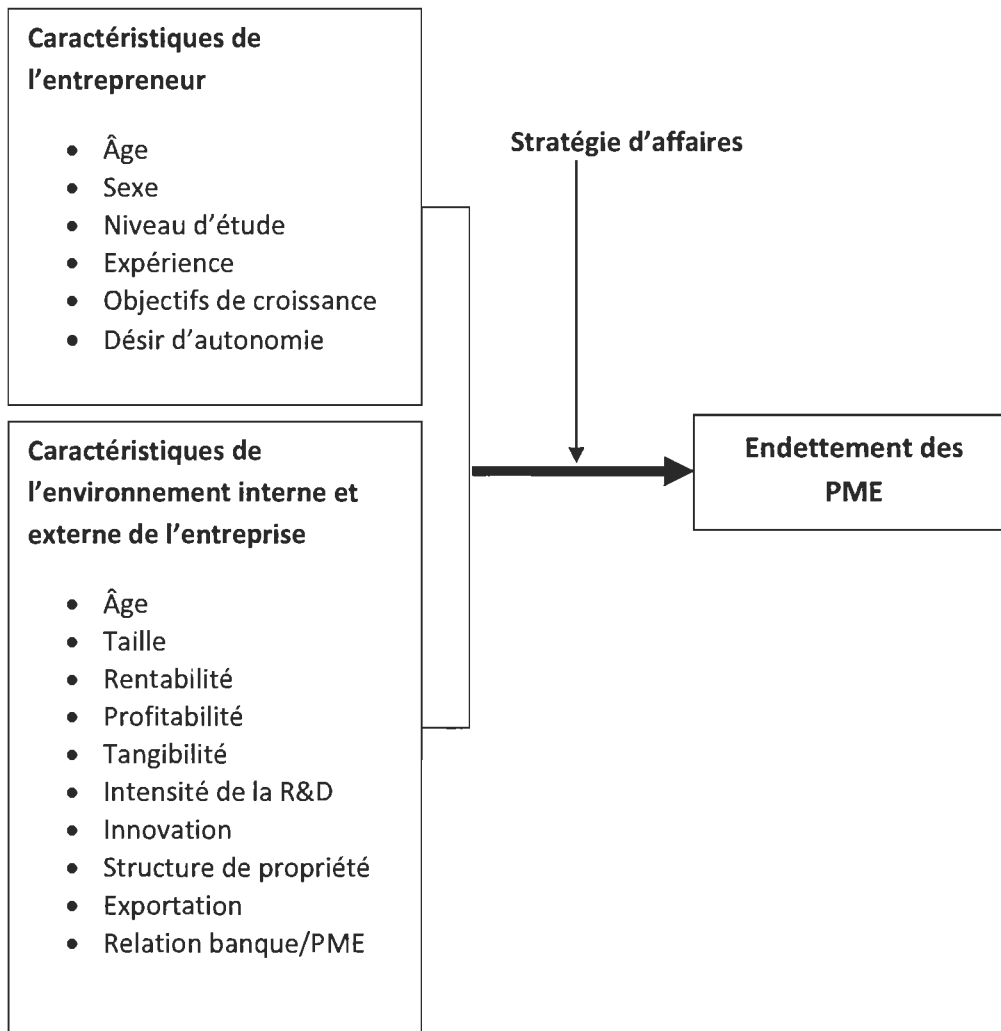 Caractéristiques de
l'entrepreneur
• Âge
• Sexe
• Niveau d'étude
• Expérience
• Objectifs de croissance
• Désir d'autonomie
Stratégie d'affaires
Caractéristiques de
l'environnement interne et
externe de l'entreprise
• Âge
• Taille
• Rentabilité
• Profitabilité
• Tangibilité
• Intensité de la R&D
• Innovation
• Structure de propriété
• Exportation
• Relation banque/PME
Endettement des
PME